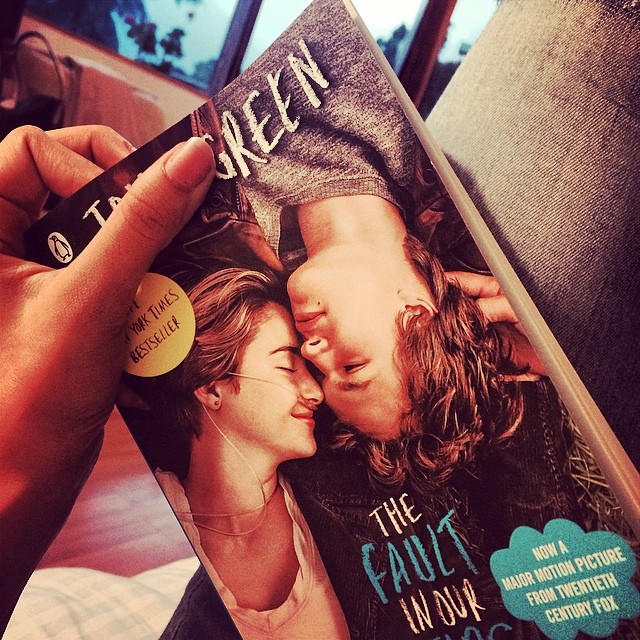 GREEN
YORK TIMES
BESTSELLER
THE
FAULT
IN OUR
NOW A
MAJOR MOTION PICTURE
FROM TWENTIETH
CENTURY FOX